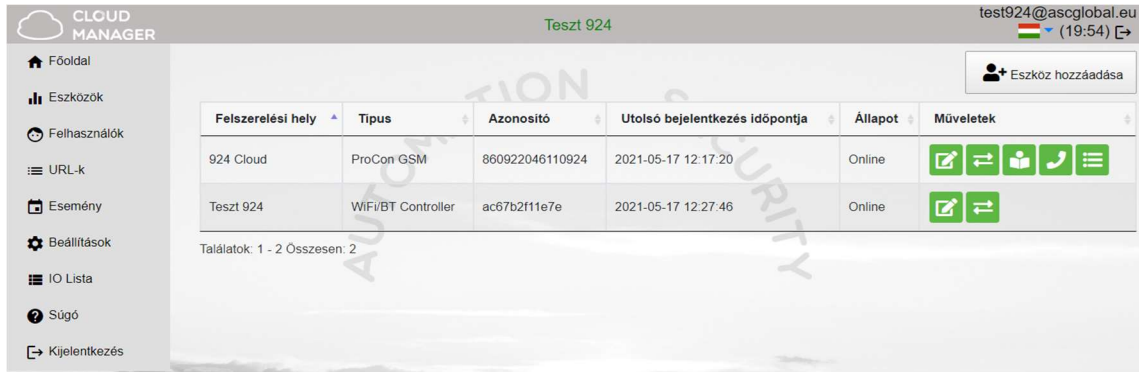 CLOUD
MANAGER
Teszt 924
test924@ascglobal.eu
(19:54)
Főoldal
Eszközök
Felhasználók
URL-k
Esemény
Beállítások
IO Lista
Súgó
Kijelentkezés
Eszköz hozzáadása
AUTOMATION SECURITY
Felszerelési hely Típus Azonosító Utolsó bejelentkezés időpontja Állapot Műveletek
924 Cloud ProCon GSM 860922046110924 2021-05-17 12:17:20 Online
Teszt 924 WiFi/BT Controller ac67b2f11e7e 2021-05-17 12:27:46 Online
Találatok: 1 - 2 Összesen: 2